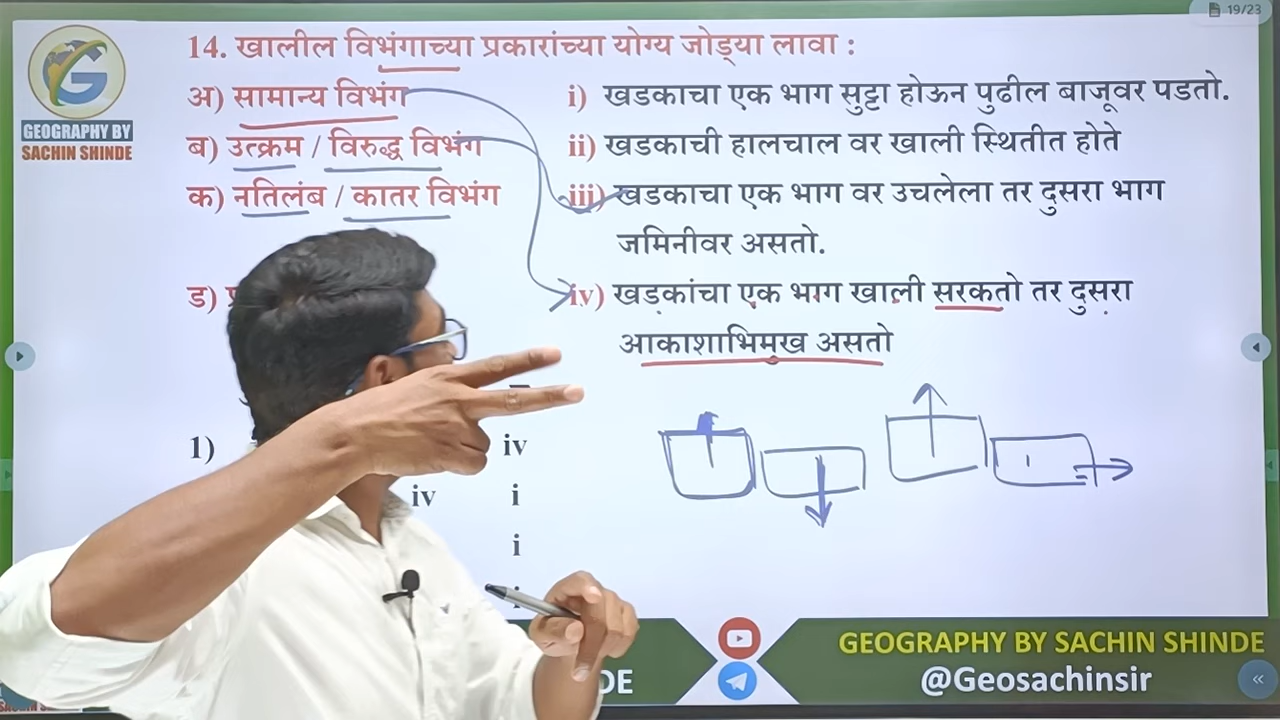 19/23
14. खालील विभंगाच्या प्रकारांच्या योग्य जोड्या लावा :
अ) सामान्य विभंग
i) खडकाचा एक भाग सुट्टा होऊन पुढील बाजूवर पडतो.
ब) उत्क्रम / विरुद्ध विभंग
ii) खडकाची हालचाल वर खाली स्थितीत होते
क) नतिलंब / कातर विभंग
iii) खडकाचा एक भाग वर उचलेला तर दुसरा भाग
जमिनीवर असतो.
ड)
iv) खडकांचा एक भाग खाली सरकतो तर दुसरा
आकाशाभिमुख असतो
1) iv
iv i
i
i
GEOGRAPHY BY
SACHIN SHINDE
GEOGRAPHY BY SACHIN SHINDE
@Geosachinsir